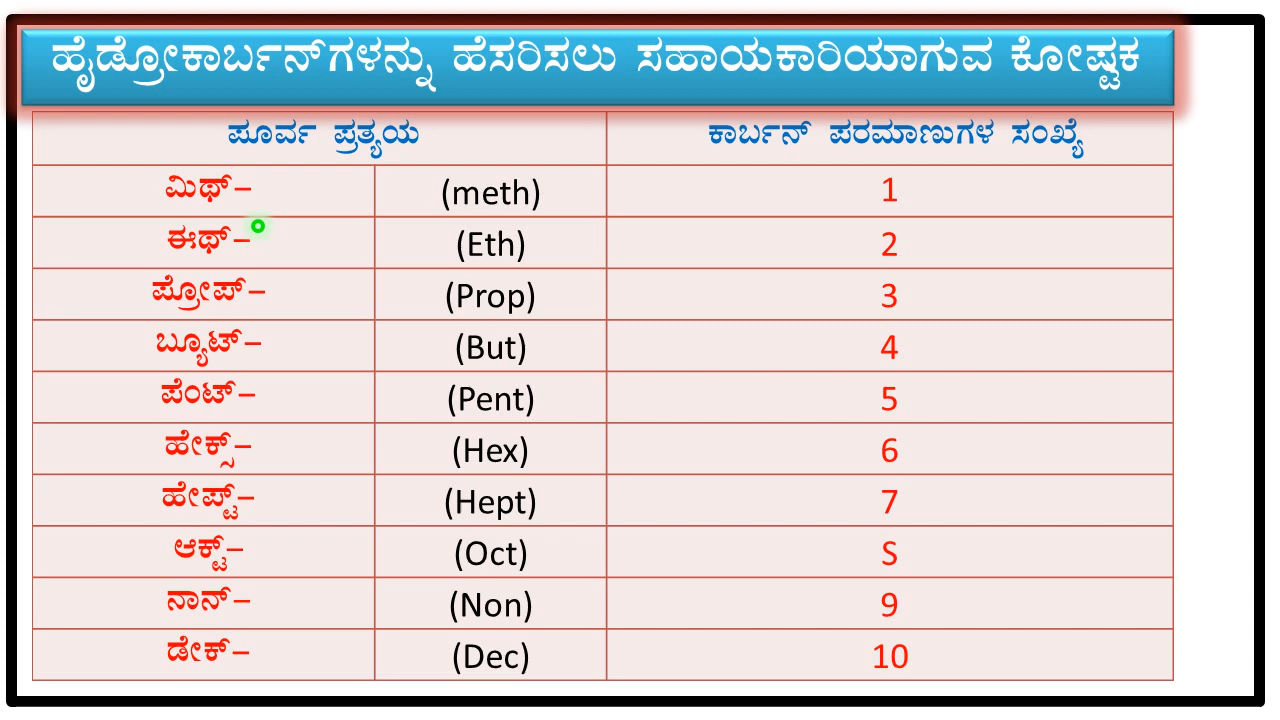 ಹೈಡ್ರೋಕಾರ್ಬನ್‌ಗಳನ್ನು ಹೆಸರಿಸಲು ಸಹಾಯಕಾರಿಯಾಗುವ ಕೋಷ್ಟಕ
ಪೂರ್ವ ಪ್ರತ್ಯಯ ಕಾರ್ಬನ್ ಪರಮಾಣುಗಳ ಸಂಖ್ಯೆ
ಮಿಥ್– (meth) 1
ಈಥ್– (Eth) 2
ಪ್ರೋಪ್– (Prop) 3
ಬ್ಯೂಟ್– (But) 4
ಪೆಂಟ್– (Pent) 5
ಹೇಕ್ಸ್– (Hex) 6
ಹೇಪ್ಟ್– (Hept) 7
ಆಕ್ಟ್– (Oct) S
ನಾನ್– (Non) 9
ಡೇಕ್– (Dec) 10